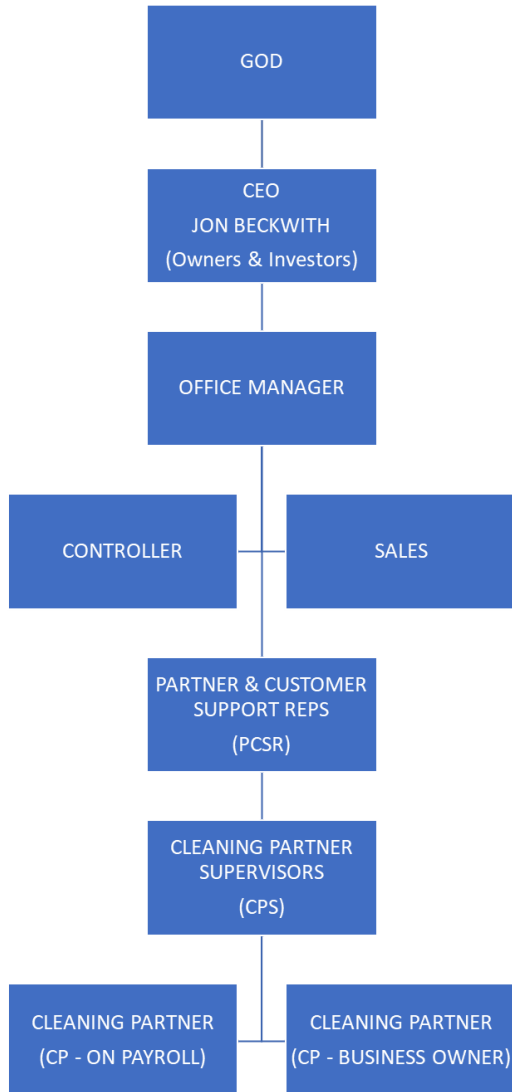 GOD
CEO
JON BECKWITH
(Owners & Investors)
OFFICE MANAGER
CONTROLLER
SALES
PARTNER & CUSTOMER
SUPPORT REPS
(PCSR)
CLEANING PARTNER
SUPERVISORS
(CPS)
CLEANING PARTNER
(CP - ON PAYROLL)
CLEANING PARTNER
(CP - BUSINESS OWNER)